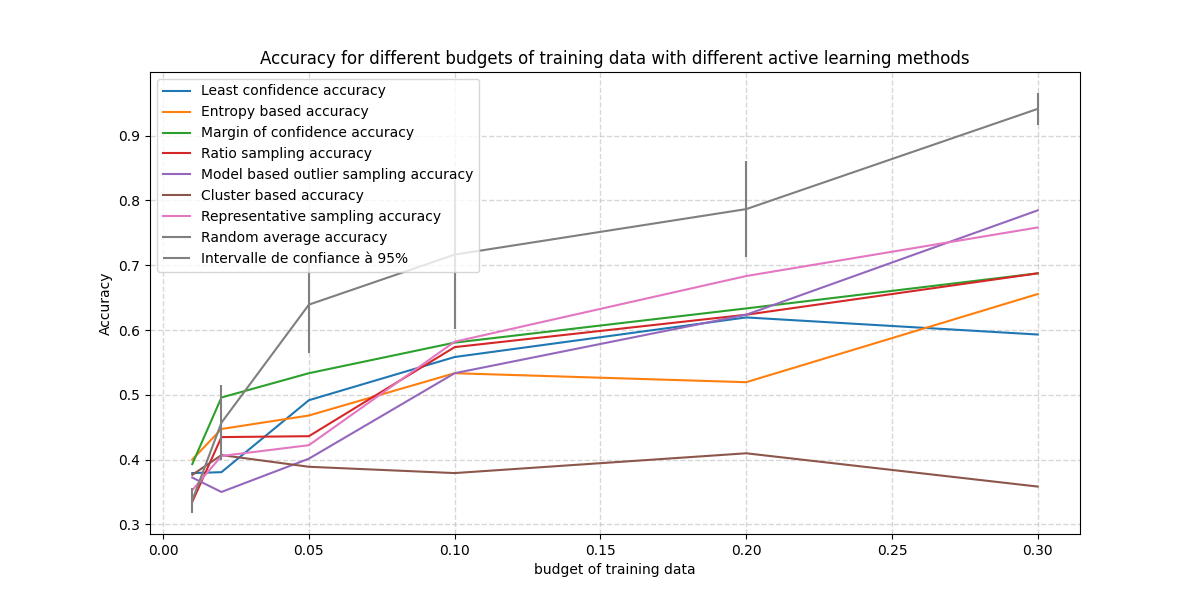 Accuracy for different budgets of training data with different active learning methods
Least confidence accuracy
Entropy based accuracy
Margin of confidence accuracy
Ratio sampling accuracy
Model based outlier sampling accuracy
Cluster based accuracy
Representative sampling accuracy
Random average accuracy
Intervalle de confiance à 95%
Accuracy
0.9
0.8
0.7
0.6
0.5
0.4
0.3
0.00 0.05 0.10 0.15 0.20 0.25 0.30
budget of training data